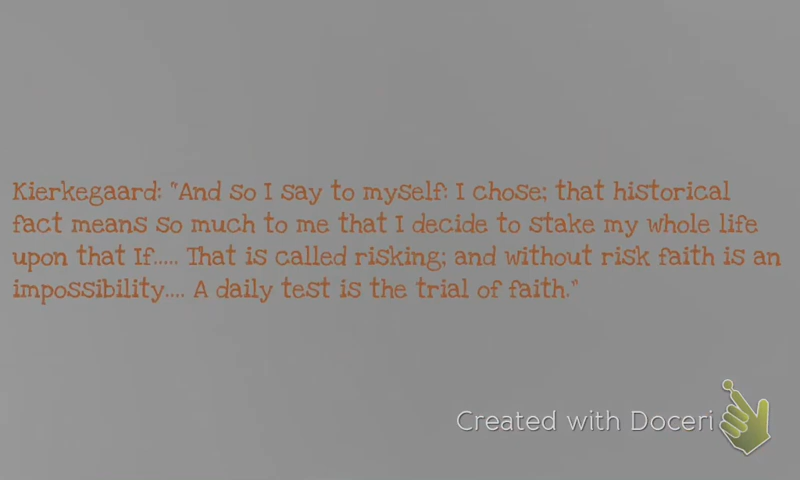 Kierkegaard: "And so I say to myself: I chose; that historical
fact means so much to me that I decide to stake my whole life
upon that If..... That is called risking; and without risk faith is an
impossibility.... A daily test is the trial of faith."
Created with Doceri